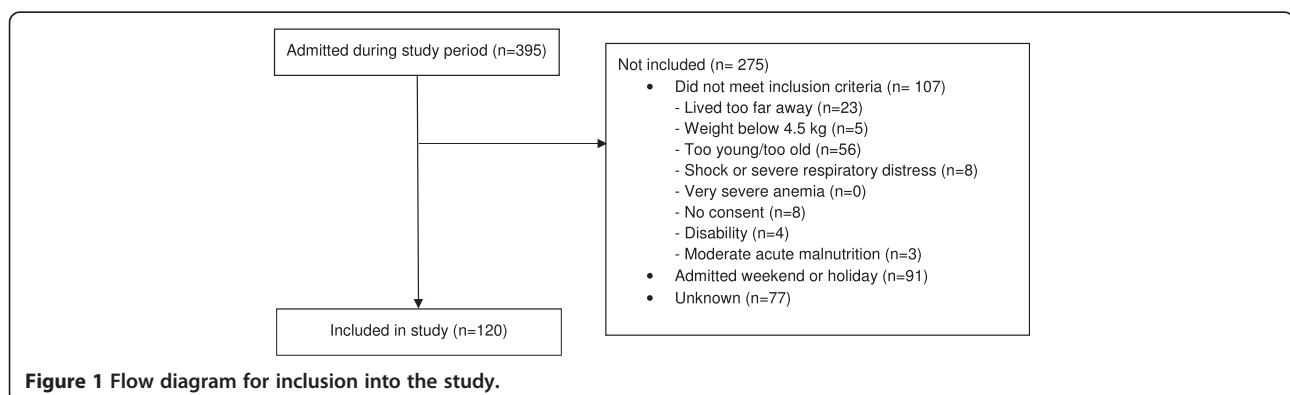 Admitted during study period (n=395)
Not included (n= 275)
• Did not meet inclusion criteria (n= 107)
- Lived too far away (n=23)
- Weight below 4.5 kg (n=5)
- Too young/too old (n=56)
- Shock or severe respiratory distress (n=8)
- Very severe anemia (n=0)
- No consent (n=8)
- Disability (n=4)
- Moderate acute malnutrition (n=3)
• Admitted weekend or holiday (n=91)
• Unknown (n=77)
Included in study (n=120)
Figure 1 Flow diagram for inclusion into the study.